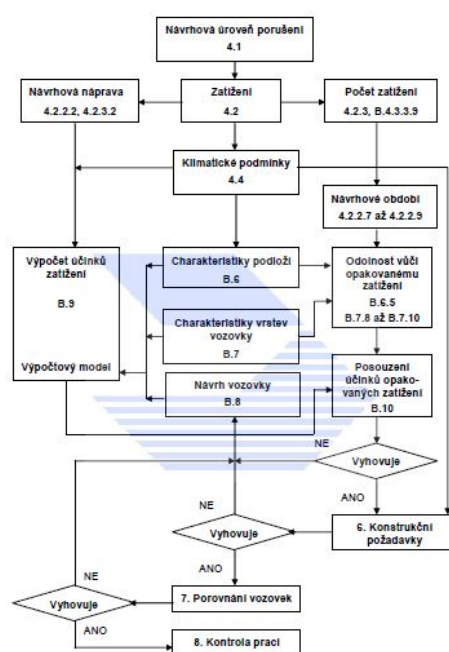 Návrhová úroveň porušení
4.1
Návrhová náprava
4.2.2.2, 4.2.3.2
Zatížení
4.2
Počet zatížení
4.2.3, B.4.3.3.9
Klimatické podmínky
4.4
Návrhové období
4.2.2.7 až 4.2.2.9
Výpočet účinků
zatížení
B.9
Výpočtový model
Charakteristiky podloží
B.6
Odolnost vůči
opakovanému
zatížení
B.6.5
B.7.8 až B.7.10
Charakteristiky vrstev
vozovky
B.7
Návrh vozovky
B.8
Posouzení
účinků opako-
vaných zatížení
B.10
NE
Vyhovuje
ANO
6. Konstrukční
požadavky
NE
Vyhovuje
ANO
7. Porovnání vozovek
NE
Vyhovuje
ANO
8. Kontrola prací